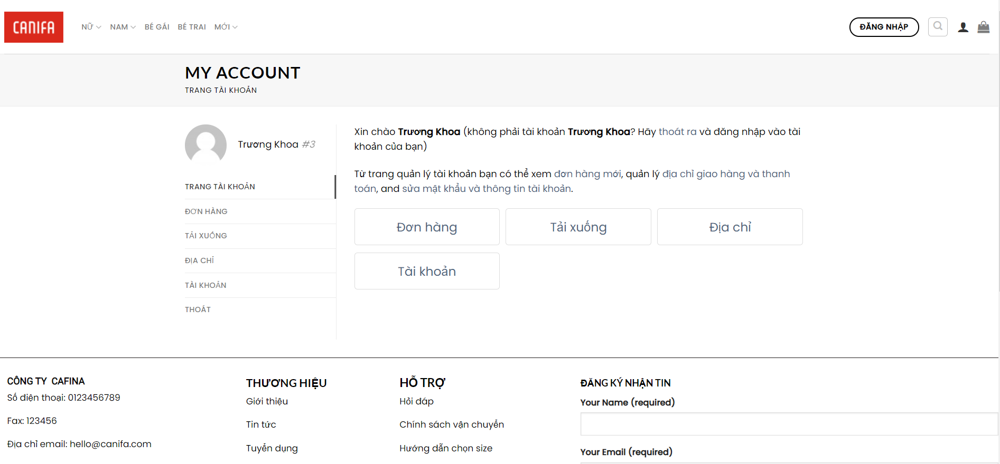 CANIFA
NỮ
NAM
BÉ GÁI
BÉ TRAI
MỚI
ĐĂNG NHẬP
MY ACCOUNT
TRANG TÀI KHOẢN
Trương Khoa #3
TRANG TÀI KHOẢN
ĐƠN HÀNG
TẢI XUỐNG
ĐỊA CHỈ
TÀI KHOẢN
THOÁT
Xin chào Trương Khoa (không phải tài khoản Trương Khoa? Hãy thoát ra và đăng nhập vào tài
khoản của bạn)
Từ trang quản lý tài khoản bạn có thể xem đơn hàng mới, quản lý địa chỉ giao hàng và thanh
toán, and sửa mật khẩu và thông tin tài khoản.
Đơn hàng
Tải xuống
Địa chỉ
Tài khoản
CÔNG TY CAFINA
Số điện thoại: 0123456789
Fax: 123456
Địa chỉ email: hello@canifa.com
THƯƠNG HIỆU
Giới thiệu
Tin tức
Tuyển dụng
HỖ TRỢ
Hỏi đáp
Chính sách vận chuyển
Hướng dẫn chọn size
ĐĂNG KÝ NHẬN TIN
Your Name (required)
Your Email (required)